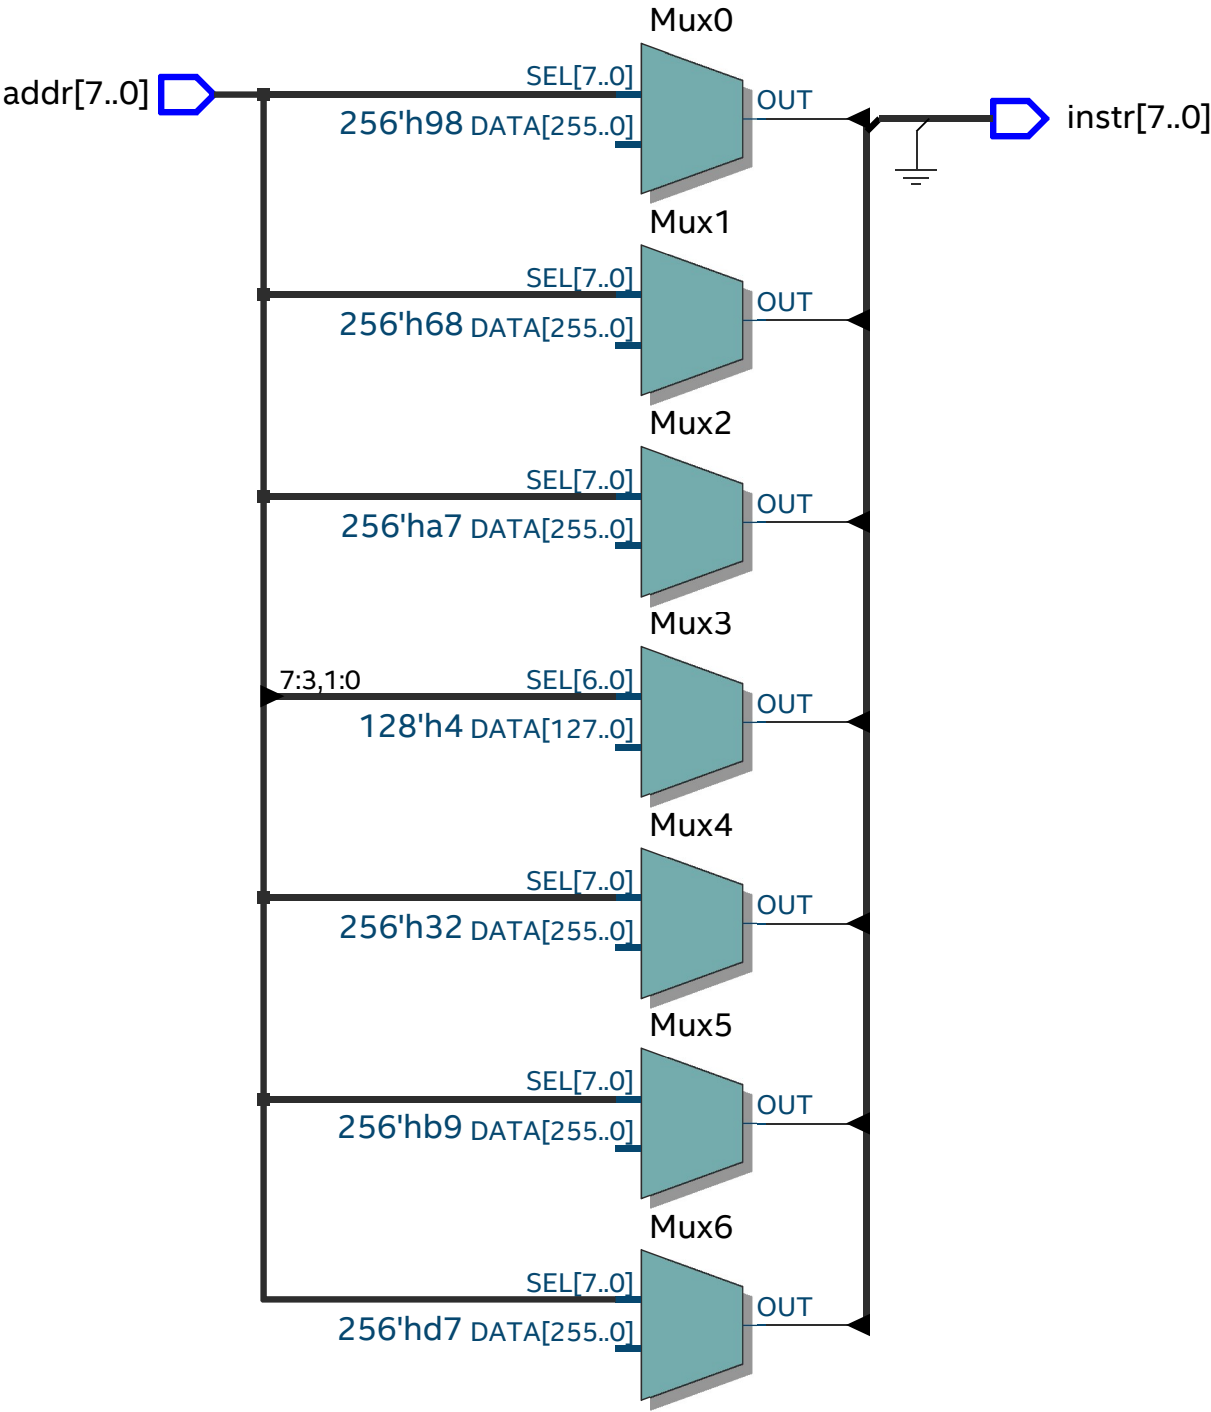 Mux0
addr[7..0]
SEL[7..0]
256'h98 DATA[255..0]
OUT
instr[7..0]
Mux1
SEL[7..0]
256'h68 DATA[255..0]
OUT
Mux2
SEL[7..0]
256'ha7 DATA[255..0]
OUT
Mux3
7:3,1:0
SEL[6..0]
128'h4 DATA[127..0]
OUT
Mux4
SEL[7..0]
256'h32 DATA[255..0]
OUT
Mux5
SEL[7..0]
256'hb9 DATA[255..0]
OUT
Mux6
SEL[7..0]
256'hd7 DATA[255..0]
OUT